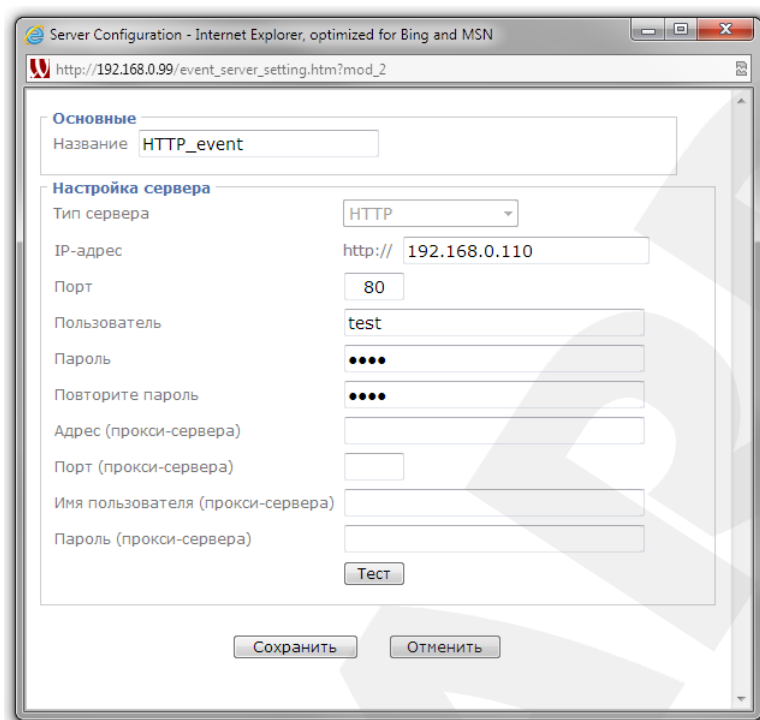 Server Configuration - Internet Explorer, optimized for Bing and MSN
http://192.168.0.99/event_server_setting.htm?mod_2
Основные
Название HTTP_event
Настройка сервера
Тип сервера HTTP
IP-адрес http:// 192.168.0.110
Порт 80
Пользователь test
Пароль ••••
Повторите пароль ••••
Адрес (прокси-сервера)
Порт (прокси-сервера)
Имя пользователя (прокси-сервера)
Пароль (прокси-сервера)
Тест
Сохранить Отменить